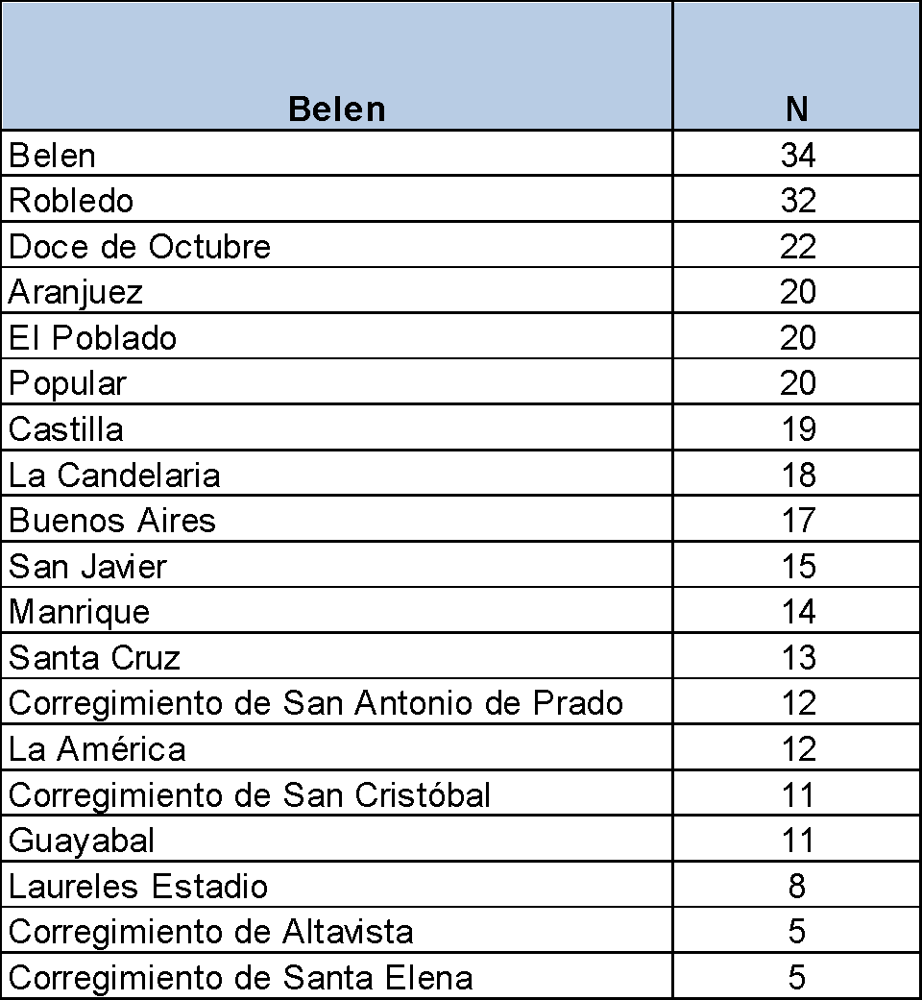 Belen N
Belen 34
Robledo 32
Doce de Octubre 22
Aranjuez 20
El Poblado 20
Popular 20
Castilla 19
La Candelaria 18
Buenos Aires 17
San Javier 15
Manrique 14
Santa Cruz 13
Corregimiento de San Antonio de Prado 12
La América 12
Corregimiento de San Cristóbal 11
Guayabal 11
Laureles Estadio 8
Corregimiento de Altavista 5
Corregimiento de Santa Elena 5